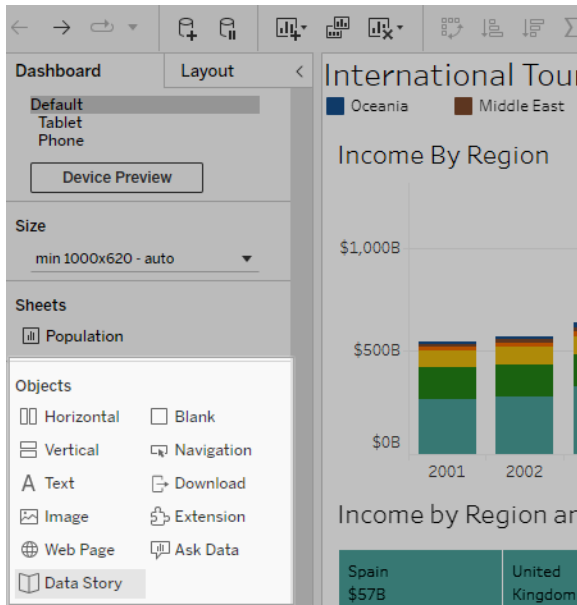 Dashboard
Layout
Default
Tablet
Phone
Device Preview
Size
min 1000x620 - auto
Sheets
Population
Objects
Horizontal
Blank
Vertical
Navigation
Text
Download
Image
Extension
Web Page
Ask Data
Data Story
International Tou
Oceania
Middle East
Income By Region
$1,000B
$500B
$0B
2001
2002
Income by Region an
Spain
$57B
United
Kingdom